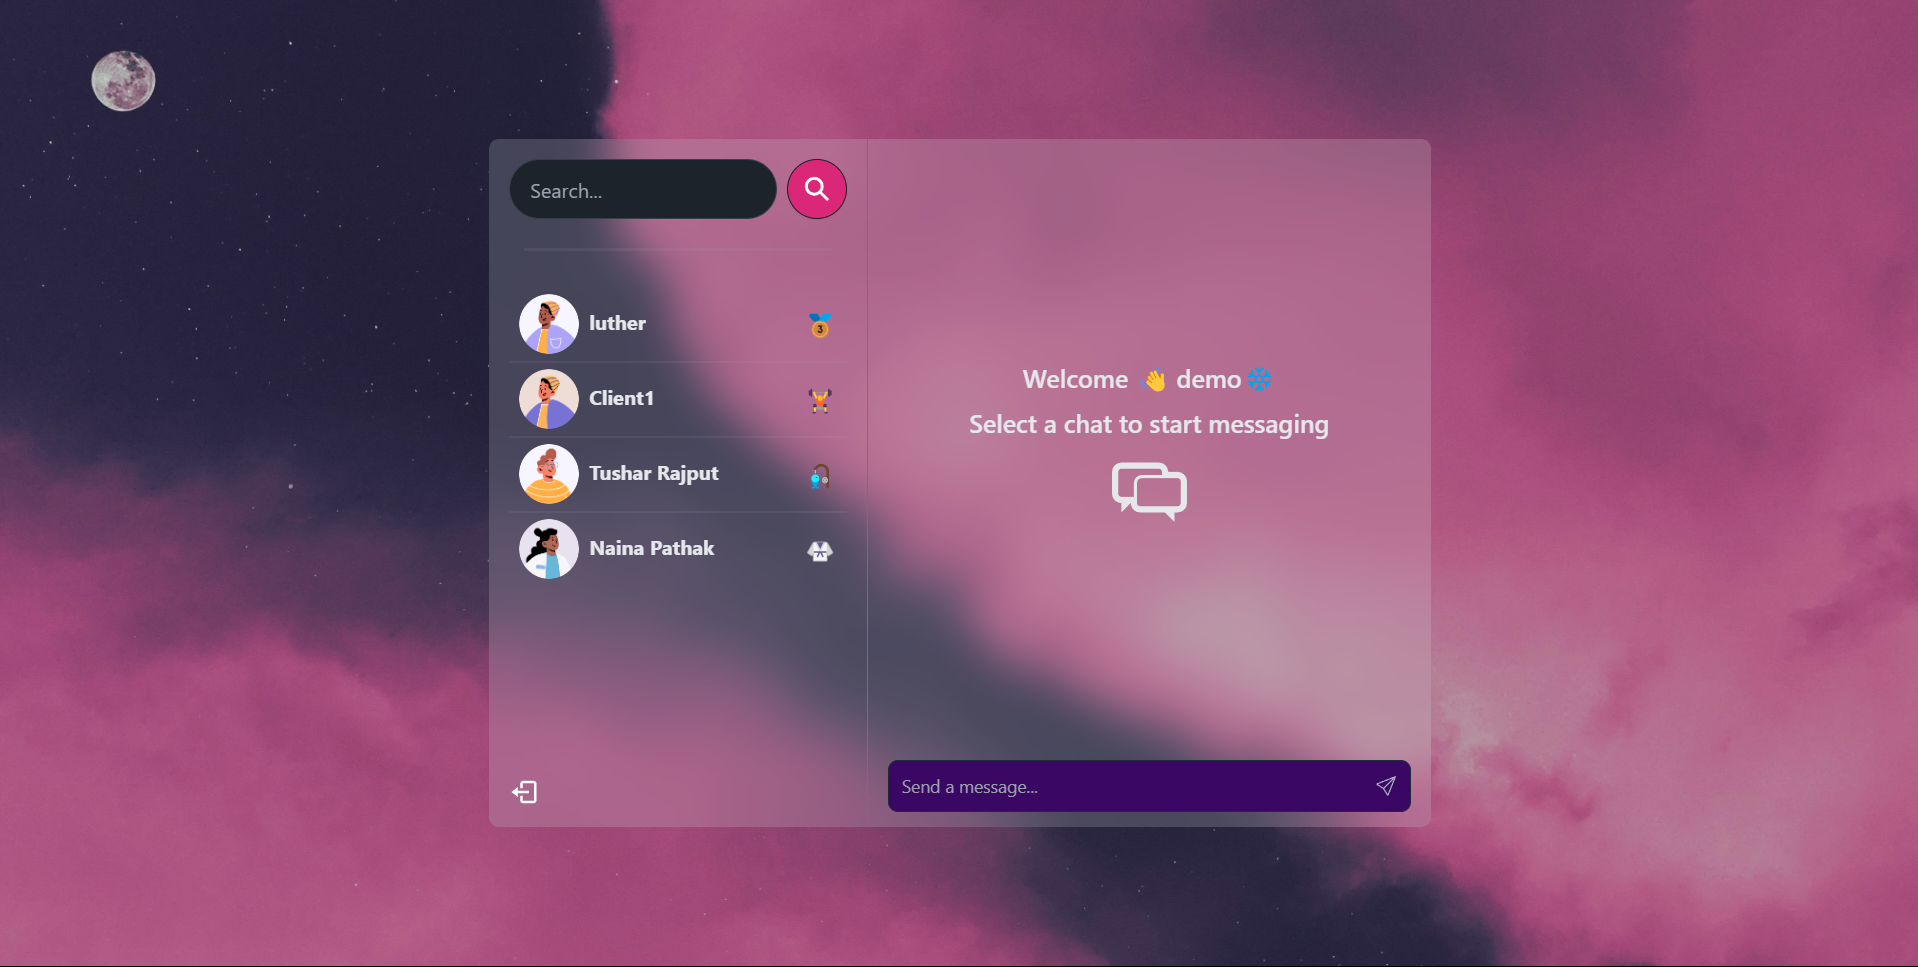 Search...
luther
Client1
Tushar Rajput
Naina Pathak
Welcome 👋 demo ❄
Select a chat to start messaging
Send a message...